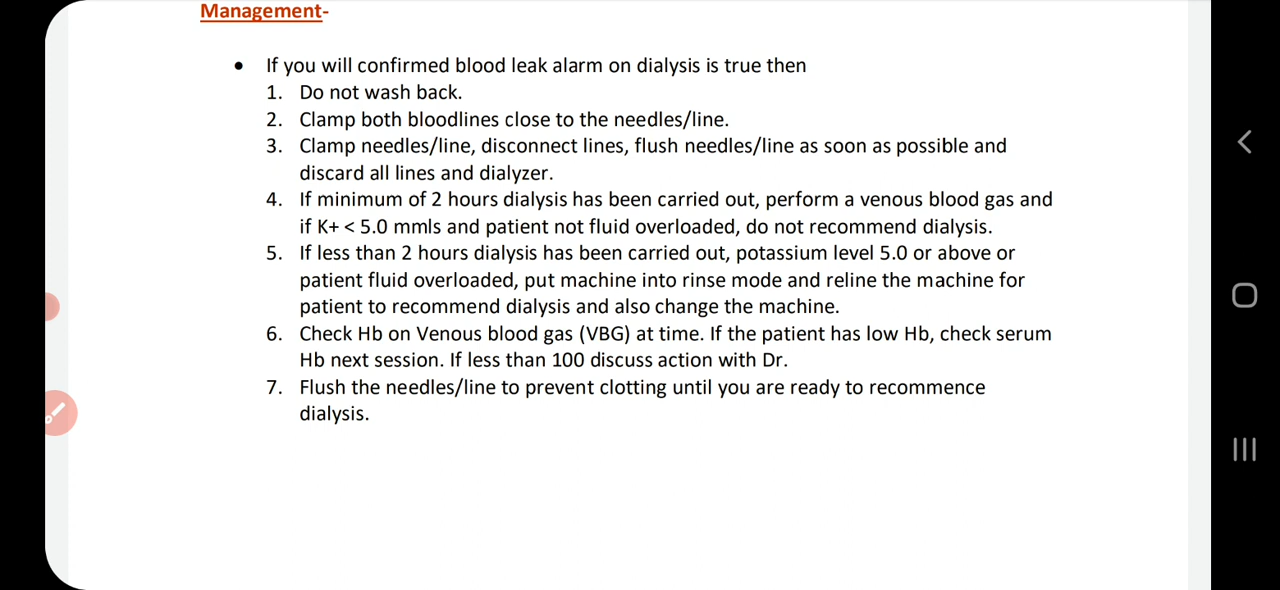 Management-
• If you will confirmed blood leak alarm on dialysis is true then
1. Do not wash back.
2. Clamp both bloodlines close to the needles/line.
3. Clamp needles/line, disconnect lines, flush needles/line as soon as possible and
discard all lines and dialyzer.
4. If minimum of 2 hours dialysis has been carried out, perform a venous blood gas and
if K+ < 5.0 mmls and patient not fluid overloaded, do not recommend dialysis.
5. If less than 2 hours dialysis has been carried out, potassium level 5.0 or above or
patient fluid overloaded, put machine into rinse mode and reline the machine for
patient to recommend dialysis and also change the machine.
6. Check Hb on Venous blood gas (VBG) at time. If the patient has low Hb, check serum
Hb next session. If less than 100 discuss action with Dr.
7. Flush the needles/line to prevent clotting until you are ready to recommence
dialysis.